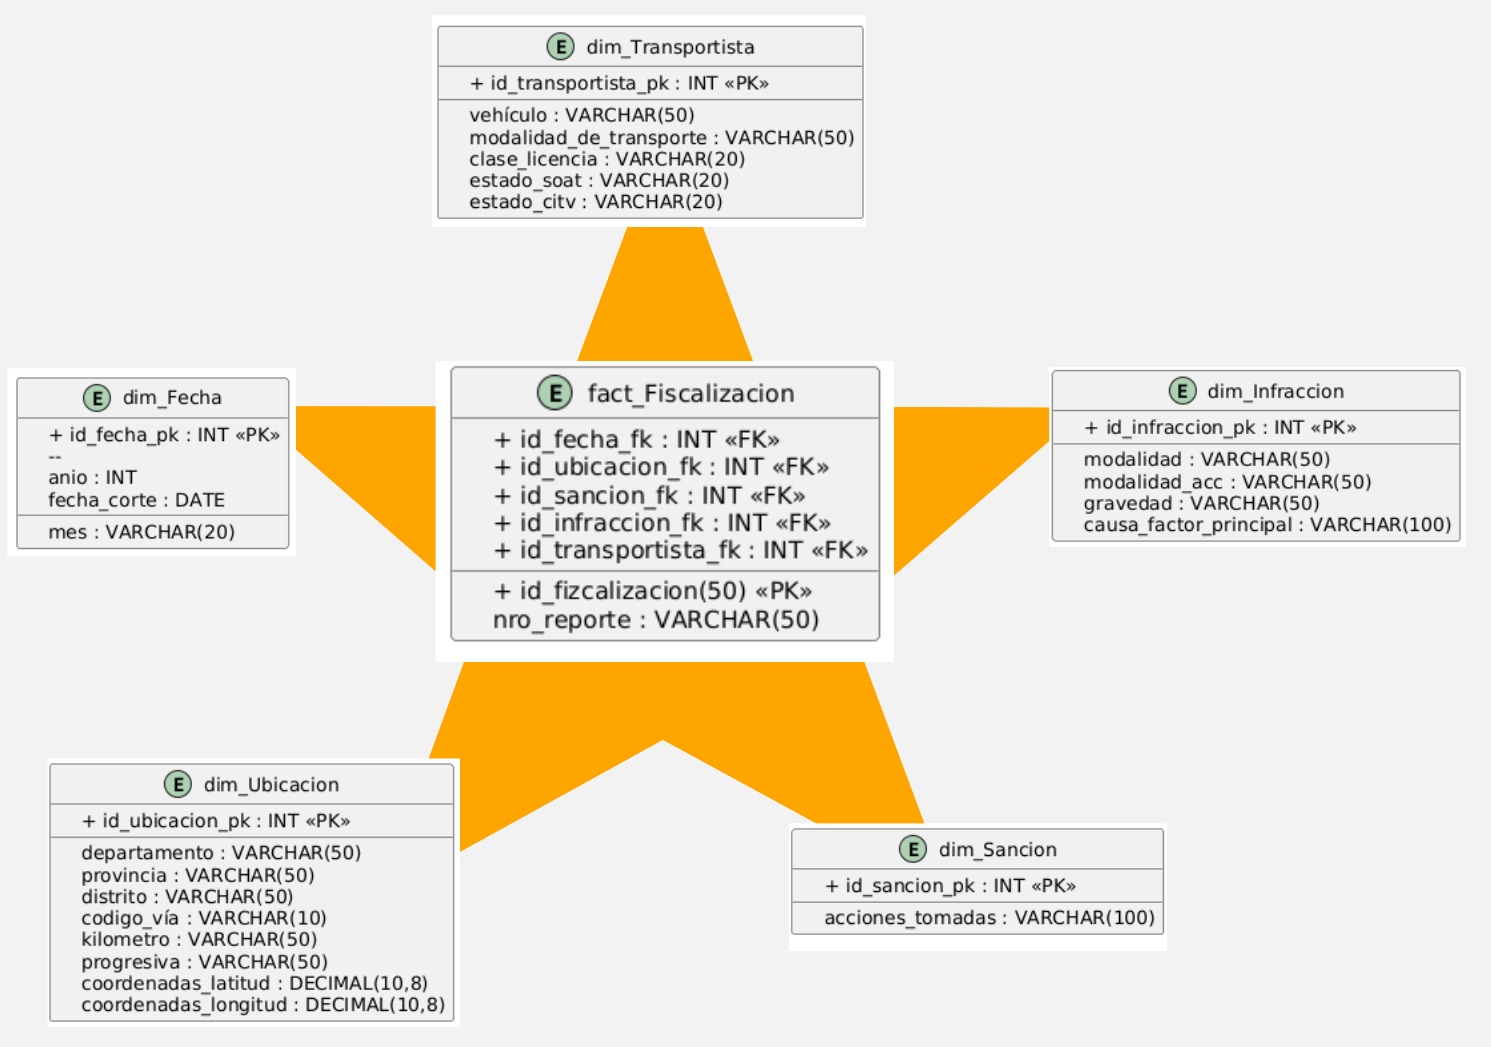 E dim_Transportista
+ id_transportista_pk : INT «PK»
vehículo : VARCHAR(50)
modalidad_de_transporte : VARCHAR(50)
clase_licencia : VARCHAR(20)
estado_soat : VARCHAR(20)
estado_citv : VARCHAR(20)
E dim_Fecha
+ id_fecha_pk : INT «PK»
--
anio : INT
fecha_corte : DATE
mes : VARCHAR(20)
E fact_Fiscalizacion
+ id_fecha_fk : INT «FK»
+ id_ubicacion_fk : INT «FK»
+ id_sancion_fk : INT «FK»
+ id_infraccion_fk : INT «FK»
+ id_transportista_fk : INT «FK»
+ id_fizcalizacion(50) «PK»
nro_reporte : VARCHAR(50)
E dim_Infraccion
+ id_infraccion_pk : INT «PK»
modalidad : VARCHAR(50)
modalidad_acc : VARCHAR(50)
gravedad : VARCHAR(50)
causa_factor_principal : VARCHAR(100)
E dim_Ubicacion
+ id_ubicacion_pk : INT «PK»
departamento : VARCHAR(50)
provincia : VARCHAR(50)
distrito : VARCHAR(50)
codigo_vía : VARCHAR(10)
kilometro : VARCHAR(50)
progresiva : VARCHAR(50)
coordenadas_latitud : DECIMAL(10,8)
coordenadas_longitud : DECIMAL(10,8)
E dim_Sancion
+ id_sancion_pk : INT «PK»
acciones_tomadas : VARCHAR(100)